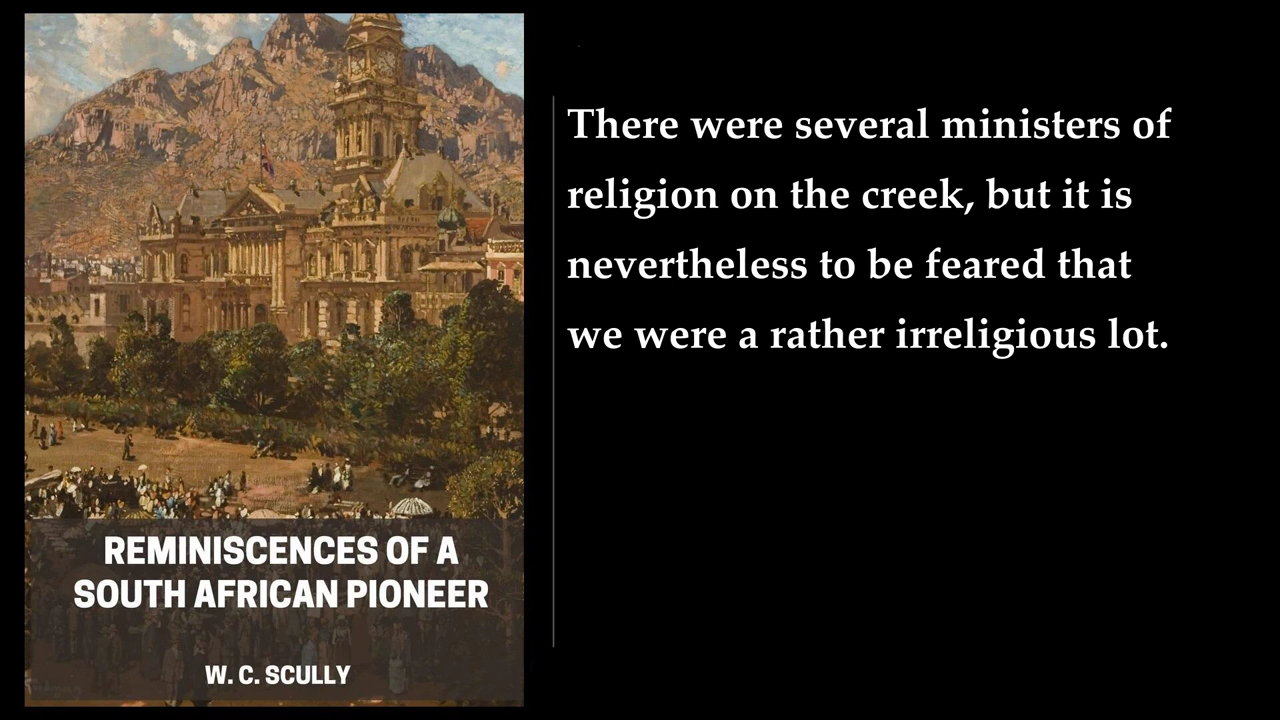 There were several ministers of
religion on the creek, but it is
nevertheless to be feared that
we were a rather irreligious lot.
REMINISCENCES OF A
SOUTH AFRICAN PIONEER
W. C. SCULLY